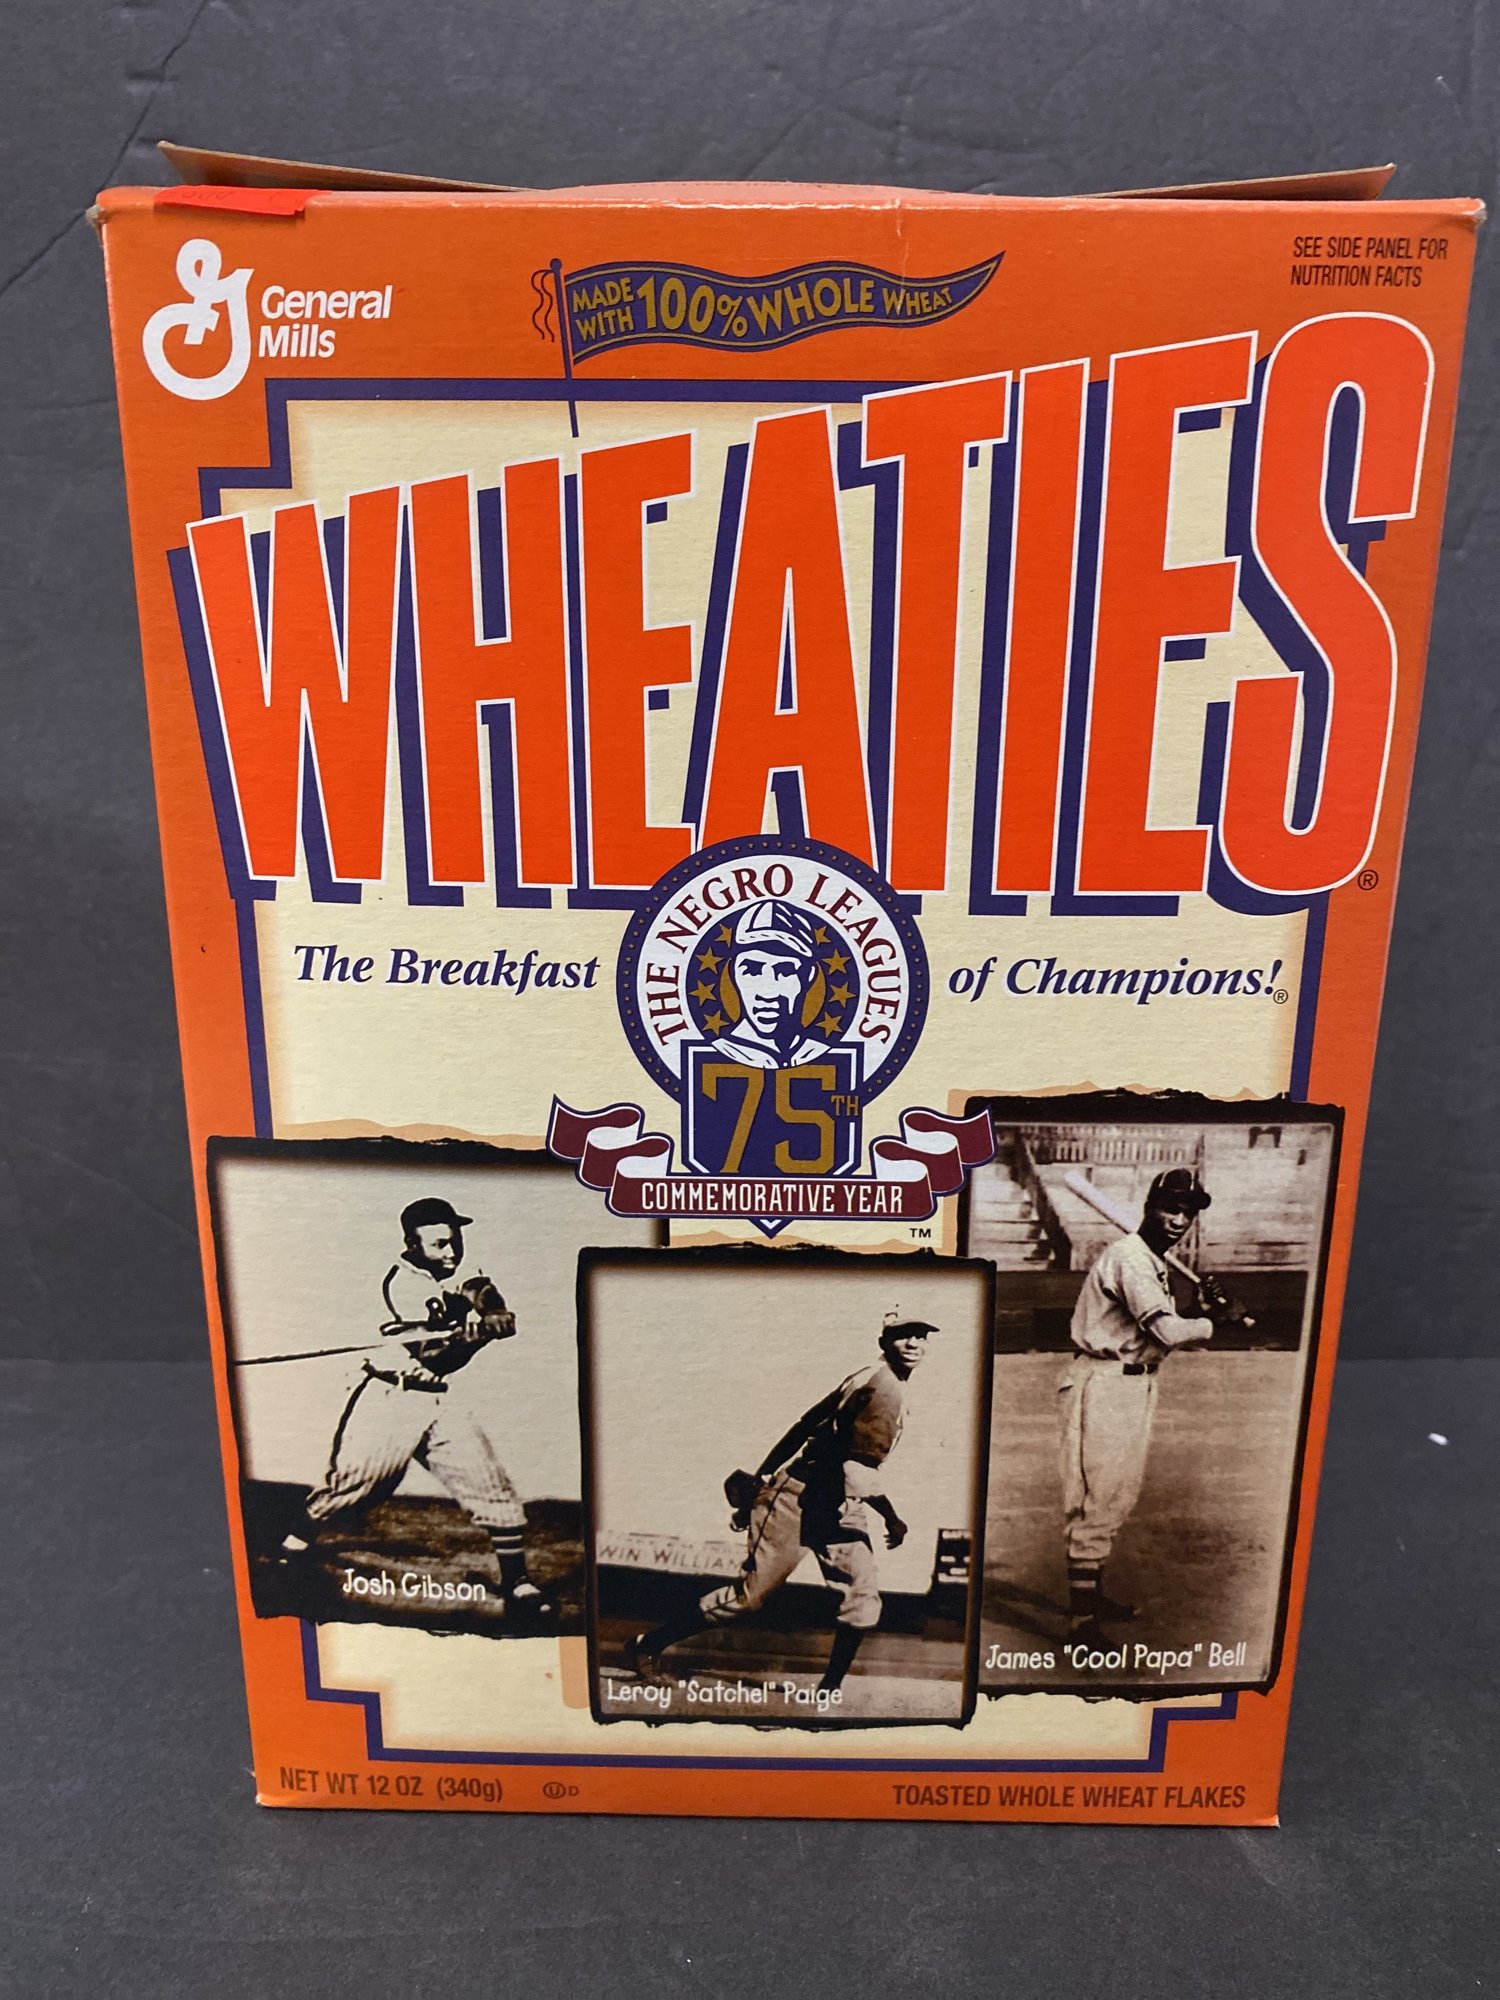 General
Mills
MADE WITH 100% WHOLE WHEAT
SEE SIDE PANEL FOR
NUTRITION FACTS
WHEATIES®
The Breakfast of Champions!®
THE NEGRO LEAGUES
75TH
COMMEMORATIVE YEAR
TM
WIN WILLIAM
Josh Gibson
Leroy "Satchel" Paige
James "Cool Papa" Bell
NET WT 12 OZ (340g) U D
TOASTED WHOLE WHEAT FLAKES